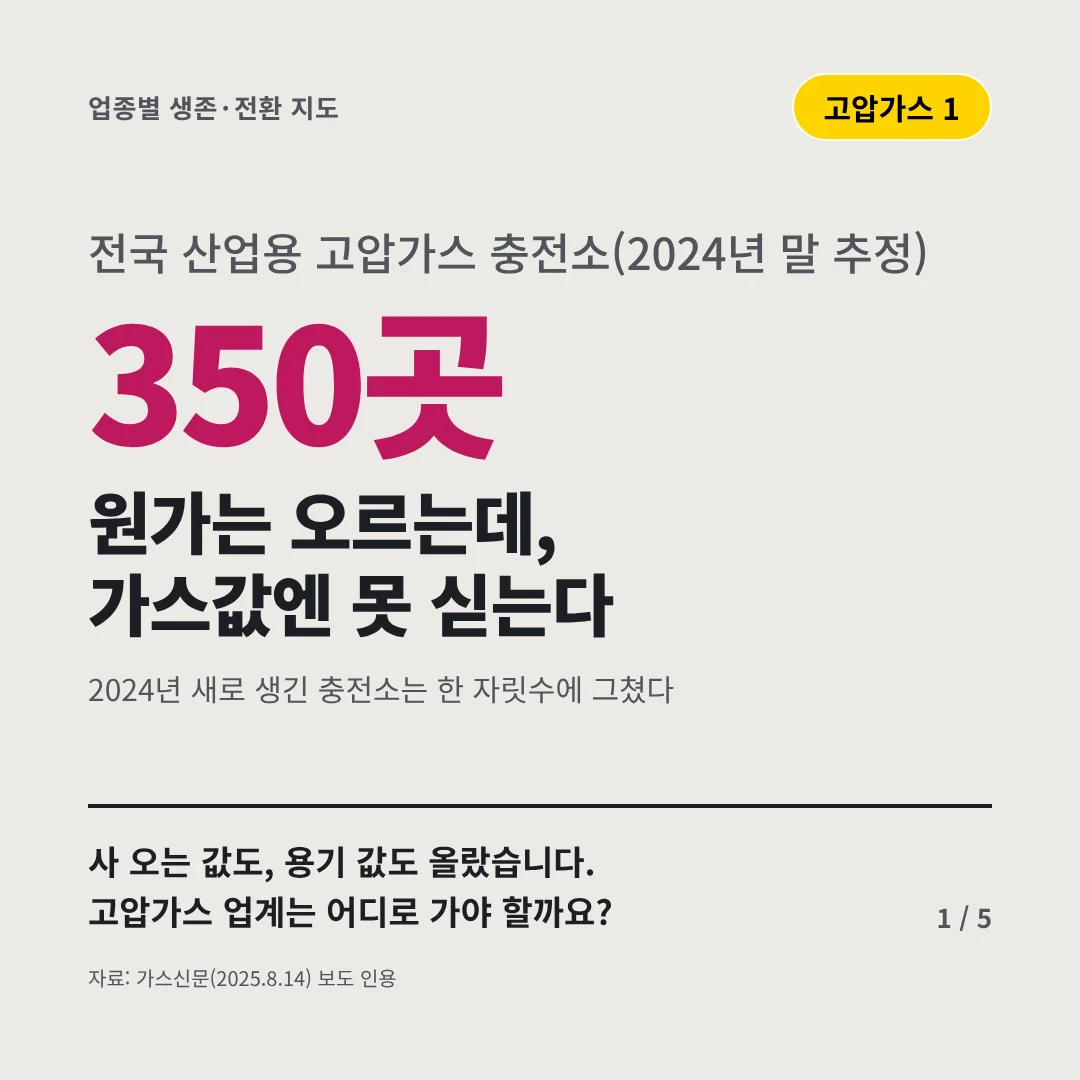 업종별 생존·전환 지도
고압가스 1
전국 산업용 고압가스 충전소(2024년 말 추정)
350곳
원가는 오르는데,
가스값엔 못 싣는다
2024년 새로 생긴 충전소는 한 자릿수에 그쳤다
사 오는 값도, 용기 값도 올랐습니다.
고압가스 업계는 어디로 가야 할까요?
1 / 5
자료: 가스신문(2025.8.14) 보도 인용